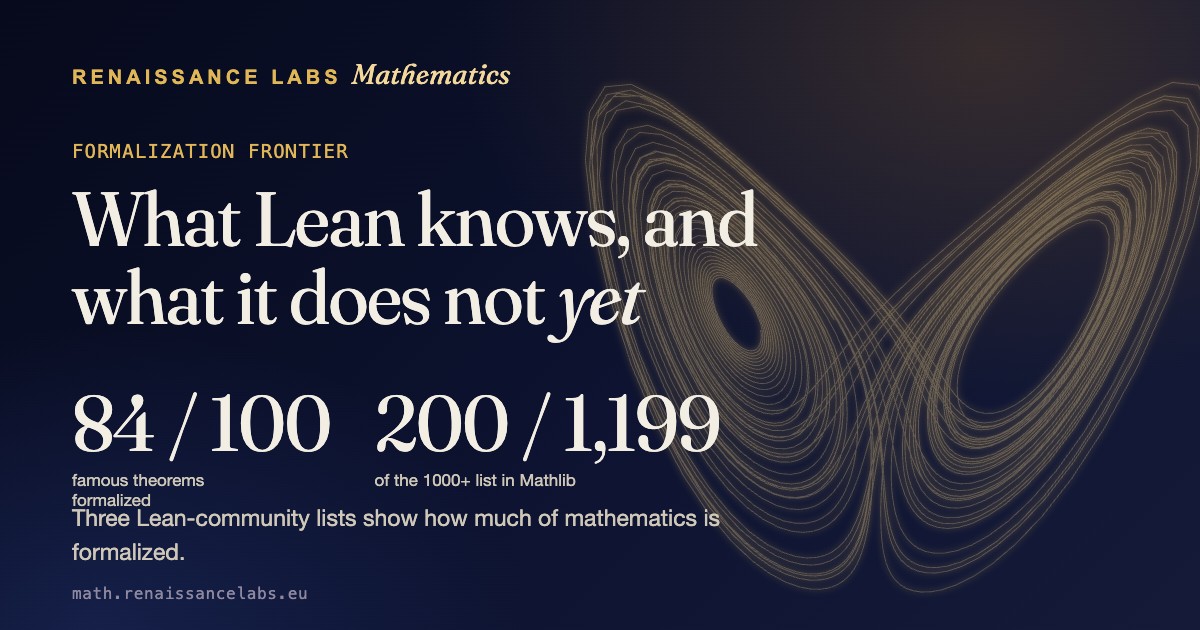 RENAISSANCE LABS Mathematics
FORMALIZATION FRONTIER
What Lean knows, and
what it does not yet
84 / 100 200 / 1,199
famous theorems of the 1000+ list in Mathlib
formalized
Three Lean-community lists show how much of mathematics is
formalized.
math.renaissancelabs.eu